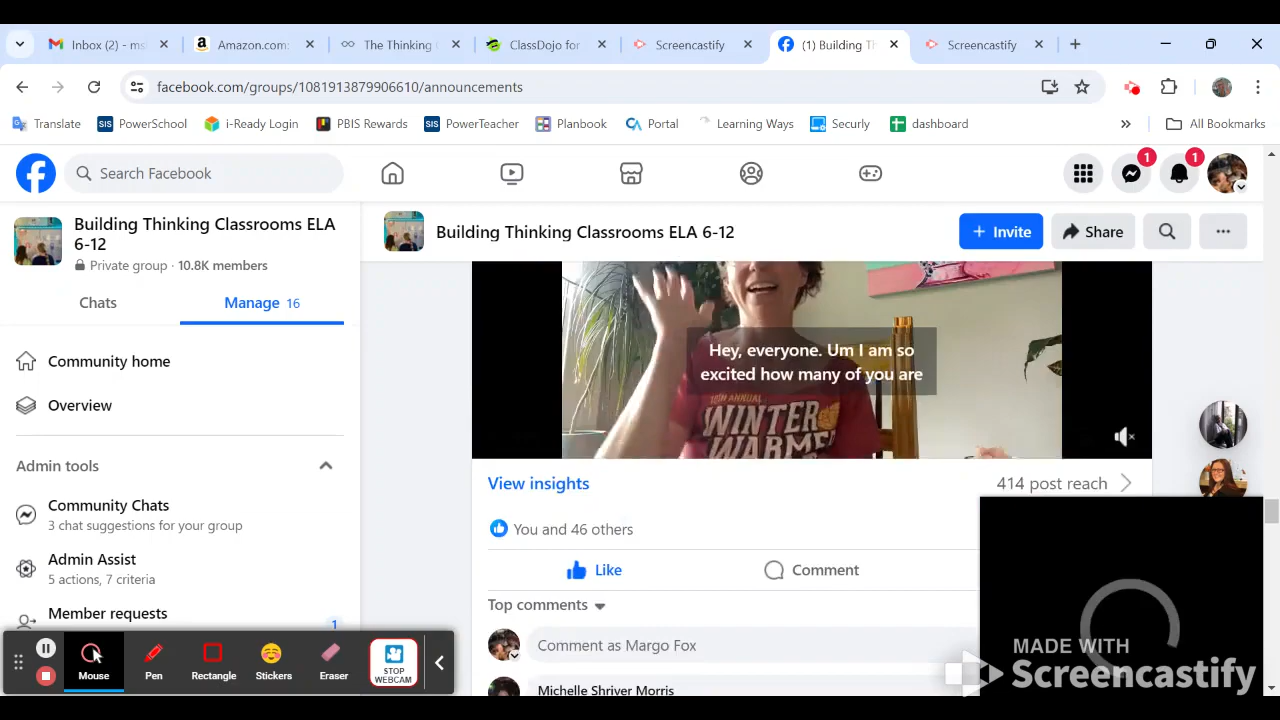 Inbox (2) - ms
Amazon.com:
The Thinking
ClassDojo for
Screencastify
(1) Building Th
Screencastify
facebook.com/groups/1081913879906610/announcements
Translate
PowerSchool
i-Ready Login
PBIS Rewards
PowerTeacher
Planbook
Portal
Learning Ways
Securly
dashboard
»
All Bookmarks
Search Facebook
1
1
Building Thinking Classrooms ELA
6-12
Private group · 10.8K members
Chats
Manage 16
Community home
Overview
Admin tools
Community Chats
3 chat suggestions for your group
Admin Assist
5 actions, 7 criteria
Member requests
1
Building Thinking Classrooms ELA 6-12
+ Invite
Share
10TH ANNUAL
WINTER
WARMER
Hey, everyone. Um I am so
excited how many of you are
View insights
414 post reach
You and 46 others
Like
Comment
Top comments
Comment as Margo Fox
Michelle Shriver Morris
Mouse
Pen
Rectangle
Stickers
Eraser
STOP
WEBCAM
MADE WITH
Screencastify